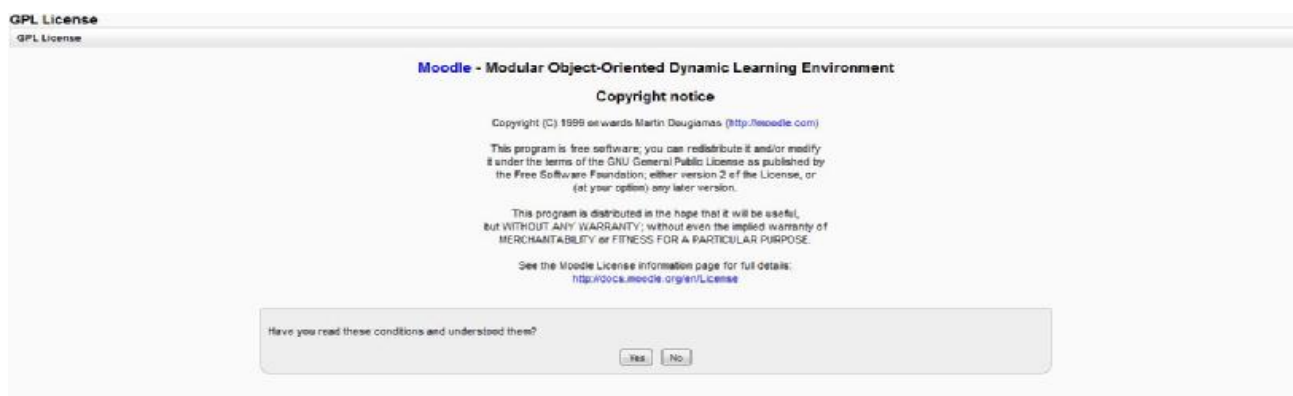 GPL License
GPL License
Moodle - Modular Object-Oriented Dynamic Learning Environment
Copyright notice
Copyright (C) 1999 onwards Martin Dougiamas (http://moodle.com)
This program is free software; you can redistribute it and/or modify
it under the terms of the GNU General Public License as published by
the Free Software Foundation; either version 2 of the License, or
(at your option) any later version.
This program is distributed in the hope that it will be useful,
but WITHOUT ANY WARRANTY; without even the implied warranty of
MERCHANTABILITY or FITNESS FOR A PARTICULAR PURPOSE.
See the Moodle License information page for full details:
http://docs.moodle.org/en/License
Have you read these conditions and understood them?
Yes No